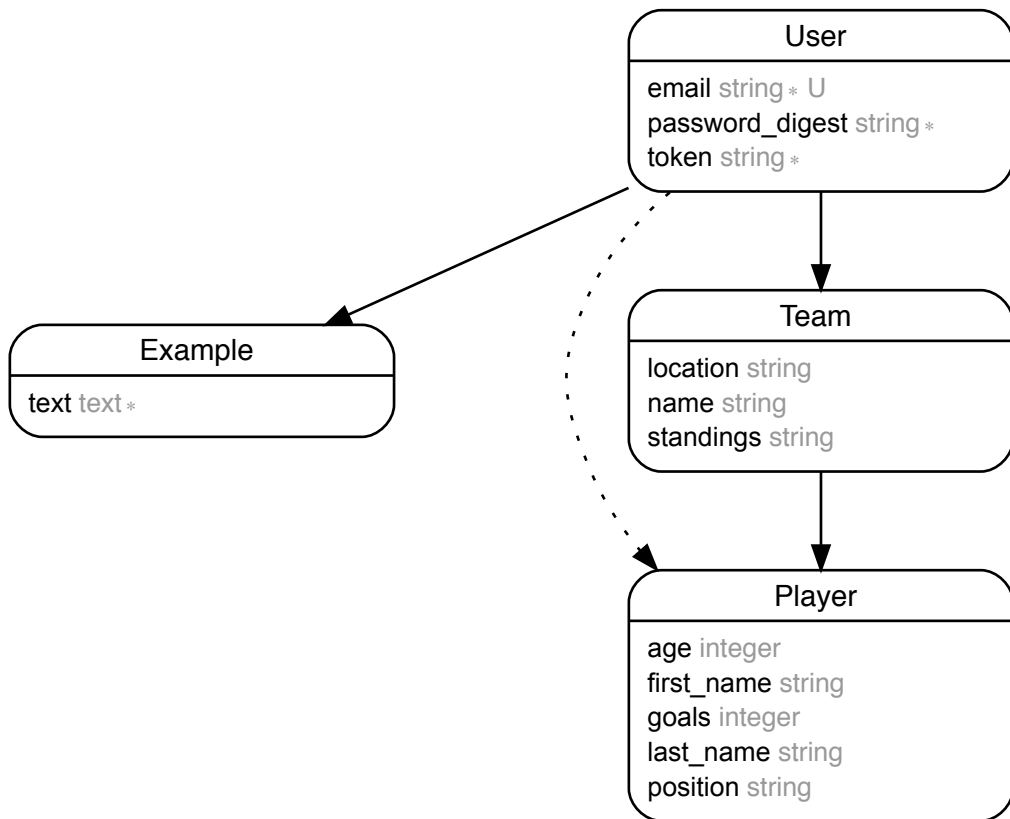 User
email string∗ U
password_digest string∗
token string∗
Example
text text∗
Team
location string
name string
standings string
Player
age integer
first_name string
goals integer
last_name string
position string